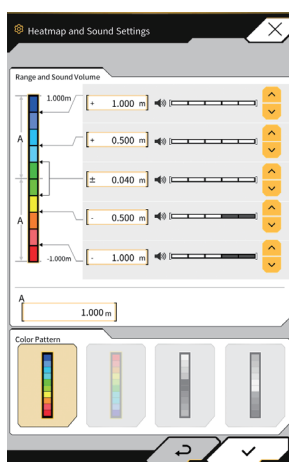 Heatmap and Sound Settings
Range and Sound Volume
1.000m
+ 1.000 m
A
+ 0.500 m
± 0.040 m
A
- 0.500 m
-1.000m
- 1.000 m
A
1.000 m
Color Pattern